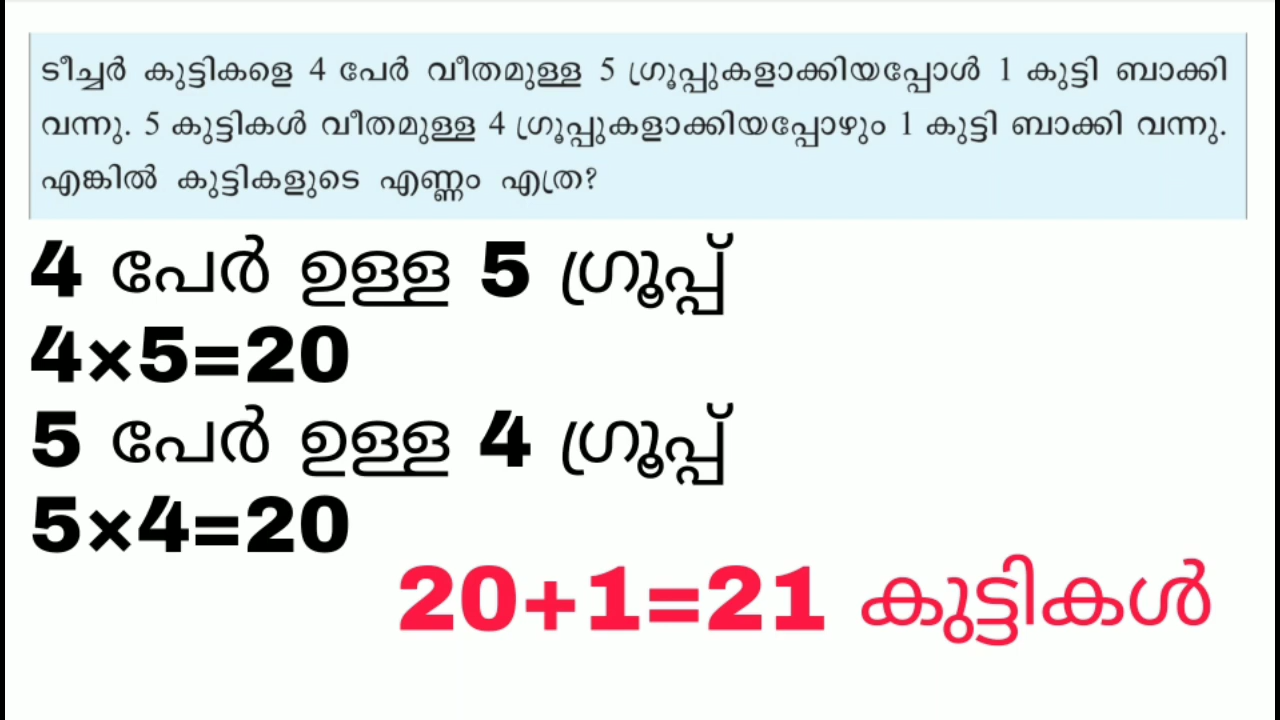 ടീച്ചർ കുട്ടികളെ 4 പേർ വീതമുള്ള 5 ഗ്രൂപ്പുകളാക്കിയപ്പോൾ 1 കുട്ടി ബാക്കി
വന്നു. 5 കുട്ടികൾ വീതമുള്ള 4 ഗ്രൂപ്പുകളാക്കിയപ്പോഴും 1 കുട്ടി ബാക്കി വന്നു.
എങ്കിൽ കുട്ടികളുടെ എണ്ണം എത്ര?
4 പേർ ഉള്ള 5 ഗ്രൂപ്പ്
4×5=20
5 പേർ ഉള്ള 4 ഗ്രൂപ്പ്
5×4=20
20+1=21 കുട്ടികൾ